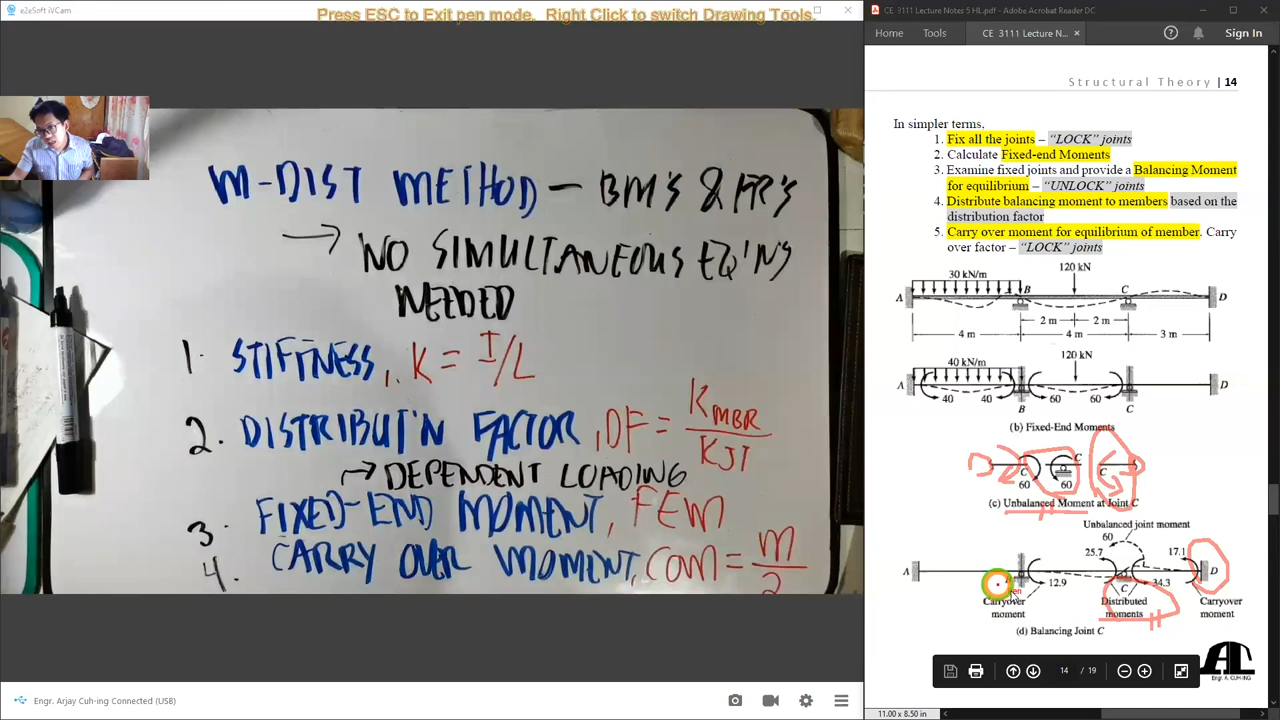 e2eSoft iVCam
Press ESC to Exit pen mode. Right Click to switch Drawing Tools.
M-DIST METHOD — BM'S & FR'S
→ NO SIMULTANEOUS EQ'NS
NEEDED
1. STIFFNESS, K = I/L
2. DISTRIBUT'N FACTOR, DF = KMBR
KJT
→ DEPENDENT LOADING
3. FIXED-END MOMENT, FEM
4. CARRY OVER MOMENT, COM = M
2
Engr. Arjay Cuh-ing Connected (USB)
CE 3111 Lecture Notes 5 HL.pdf - Adobe Acrobat Reader DC
Home Tools CE 3111 Lecture N... × Sign In
Structural Theory | 14
In simpler terms,
1. Fix all the joints – “LOCK” joints
2. Calculate Fixed-end Moments
3. Examine fixed joints and provide a Balancing Moment
for equilibrium – “UNLOCK” joints
4. Distribute balancing moment to members based on the
distribution factor
5. Carry over moment for equilibrium of member. Carry
over factor – “LOCK” joints
30 kN/m 120 kN
A B C D
2 m 2 m
4 m 4 m 3 m
40 kN/m 120 kN
A D
40 40 60 60
B C
(b) Fixed-End Moments
C C C
60 60
(c) Unbalanced Moment at Joint C
Unbalanced joint moment
60
25.7 17.1
A D
12.9 C 34.3
Carryover Distributed Carryover
moment moments moment
(d) Balancing Joint C
AC
Engr. A. CUH-ING
14 / 19
11.00 x 8.50 in